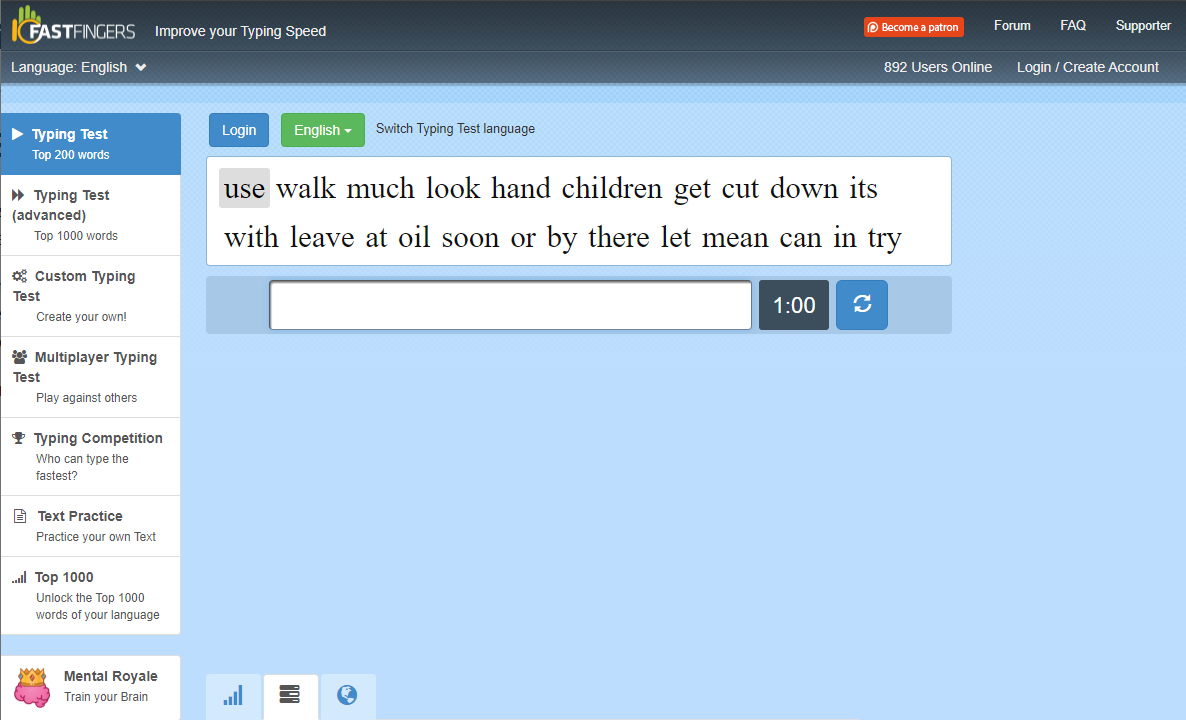 10FASTFINGERS Improve your Typing Speed
Become a patron Forum FAQ Supporter
Language: English
892 Users Online Login / Create Account
Typing Test
Top 200 words
Typing Test
(advanced)
Top 1000 words
Custom Typing
Test
Create your own!
Multiplayer Typing
Test
Play against others
Typing Competition
Who can type the
fastest?
Text Practice
Practice your own Text
Top 1000
Unlock the Top 1000
words of your language
Mental Royale
Train your Brain
Login English Switch Typing Test language
use walk much look hand children get cut down its
with leave at oil soon or by there let mean can in try
1:00